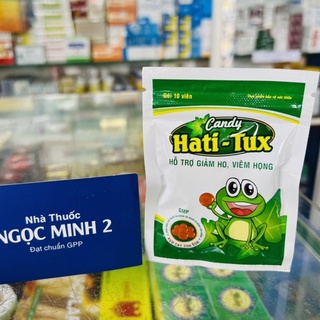 Gói 10 viên
Candy
Hati-Tux
HỖ TRỢ GIẢM HO, VIÊM HỌNG
Nhà Thuốc
NGỌC MINH 2
Đạt chuẩn GPP